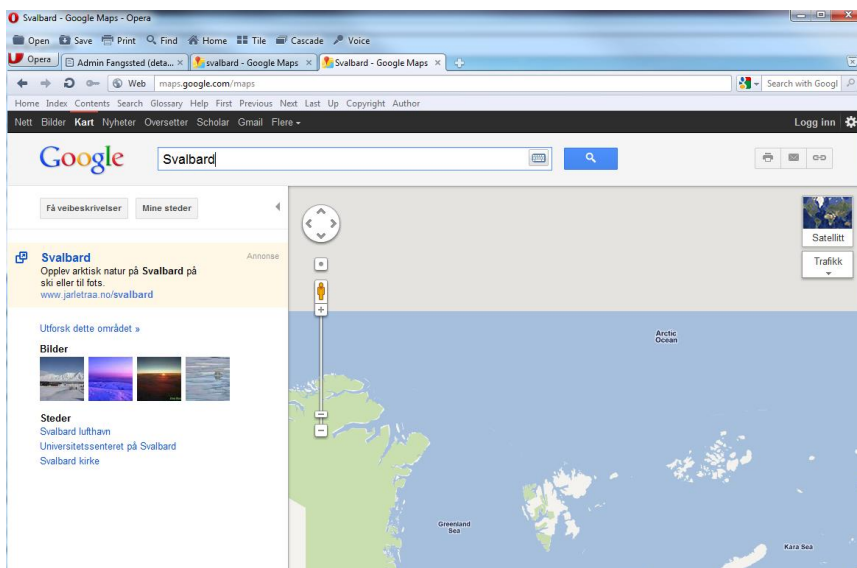 Svalbard - Google Maps - Opera
Open Save Print Find Home Tile Cascade Voice
Opera Admin Fangssted (deta... × svalbard - Google Maps × Svalbard - Google Maps ×
Web maps.google.com/maps Search with Googl
Home Index Contents Search Glossary Help First Previous Next Last Up Copyright Author
Nett Bilder Kart Nyheter Oversetter Scholar Gmail Flere Logg inn
Google Svalbard
Få veibeskrivelser Mine steder
Satellitt
Trafikk
Svalbard Annonse
Opplev arktisk natur på Svalbard på
ski eller til fots.
www.jarletraa.no/svalbard
Utforsk dette området »
Bilder
Steder
Svalbard lufthavn
Universitetssenteret på Svalbard
Svalbard kirke
Arctic
Ocean
Greenland
Sea
Kara Sea